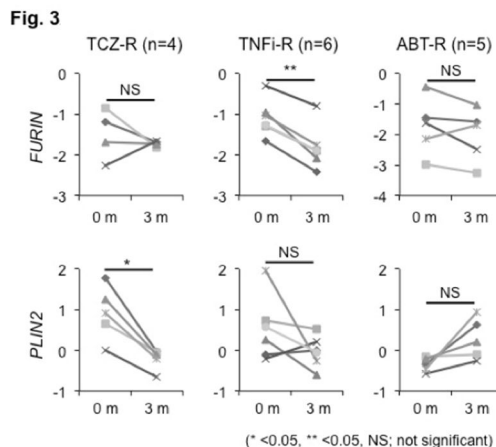 Fig. 3
TCZ-R (n=4) TNFi-R (n=6) ABT-R (n=5)
FURIN
0
-1
-2
-3
NS
0 m 3 m
0
-1
-2
-3
**
0 m 3 m
0
-1
-2
-3
-4
NS
0 m 3 m
PLIN2
2
1
0
-1
*
0 m 3 m
2
1
0
-1
NS
0 m 3 m
2
1
0
-1
NS
0 m 3 m
(* <0.05, ** <0.05, NS; not significant)